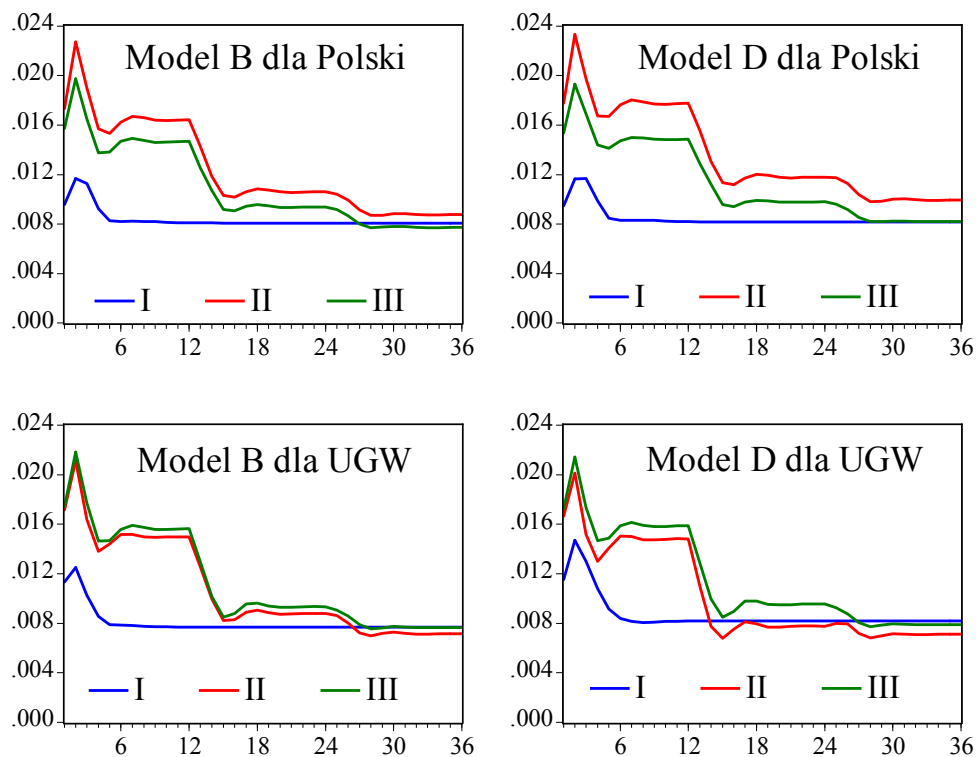 .024
.020
.016
.012
.008
.004
.000
Model B dla Polski
I II III
6 12 18 24 30 36
.024
.020
.016
.012
.008
.004
.000
Model D dla Polski
I II III
6 12 18 24 30 36
.024
.020
.016
.012
.008
.004
.000
Model B dla UGW
I II III
6 12 18 24 30 36
.024
.020
.016
.012
.008
.004
.000
Model D dla UGW
I II III
6 12 18 24 30 36